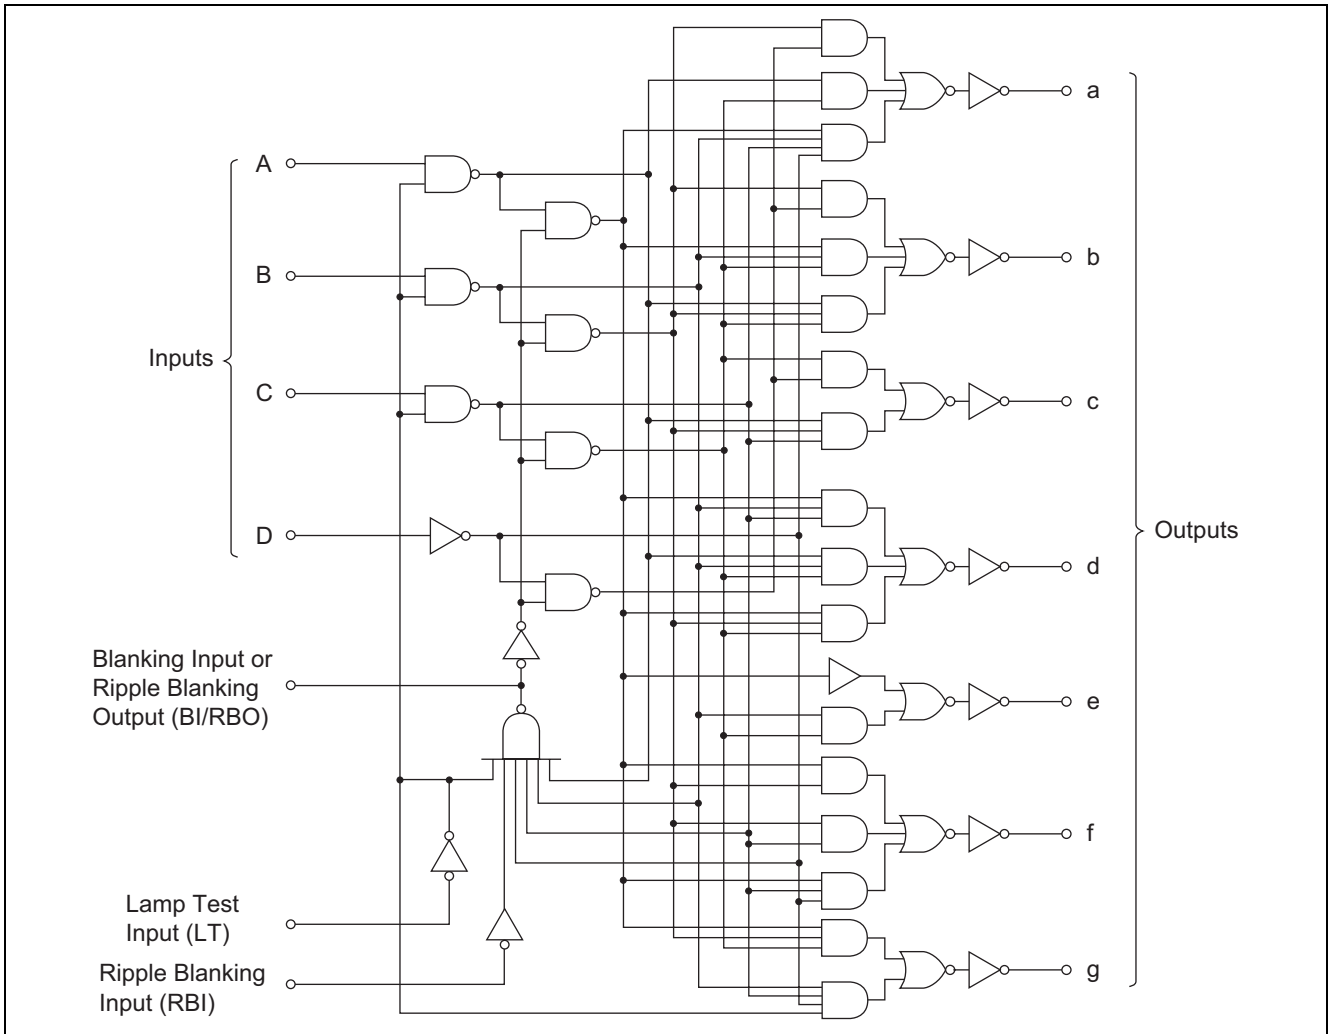 Inputs
A
B
C
D
Blanking Input or
Ripple Blanking
Output (BI/RBO)
Lamp Test
Input (LT)
Ripple Blanking
Input (RBI)
a
b
c
d
e
f
g
Outputs